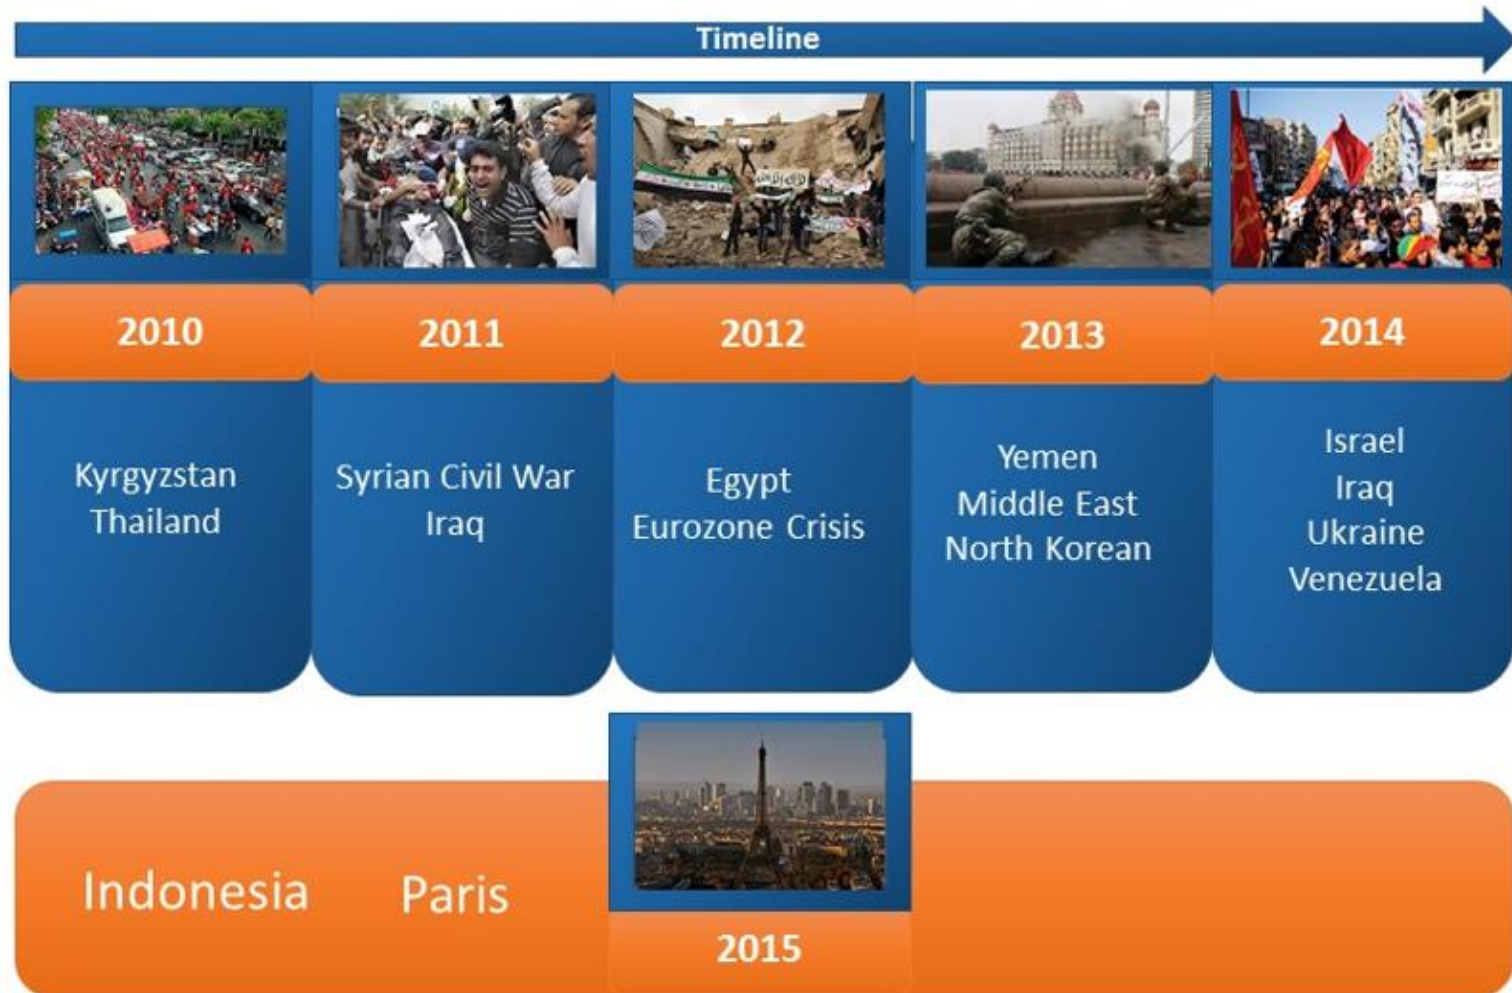 Timeline
2010
2011
2012
2013
2014
Kyrgyzstan
Thailand
Syrian Civil War
Iraq
Egypt
Eurozone Crisis
Yemen
Middle East
North Korean
Israel
Iraq
Ukraine
Venezuela
Indonesia
Paris
2015